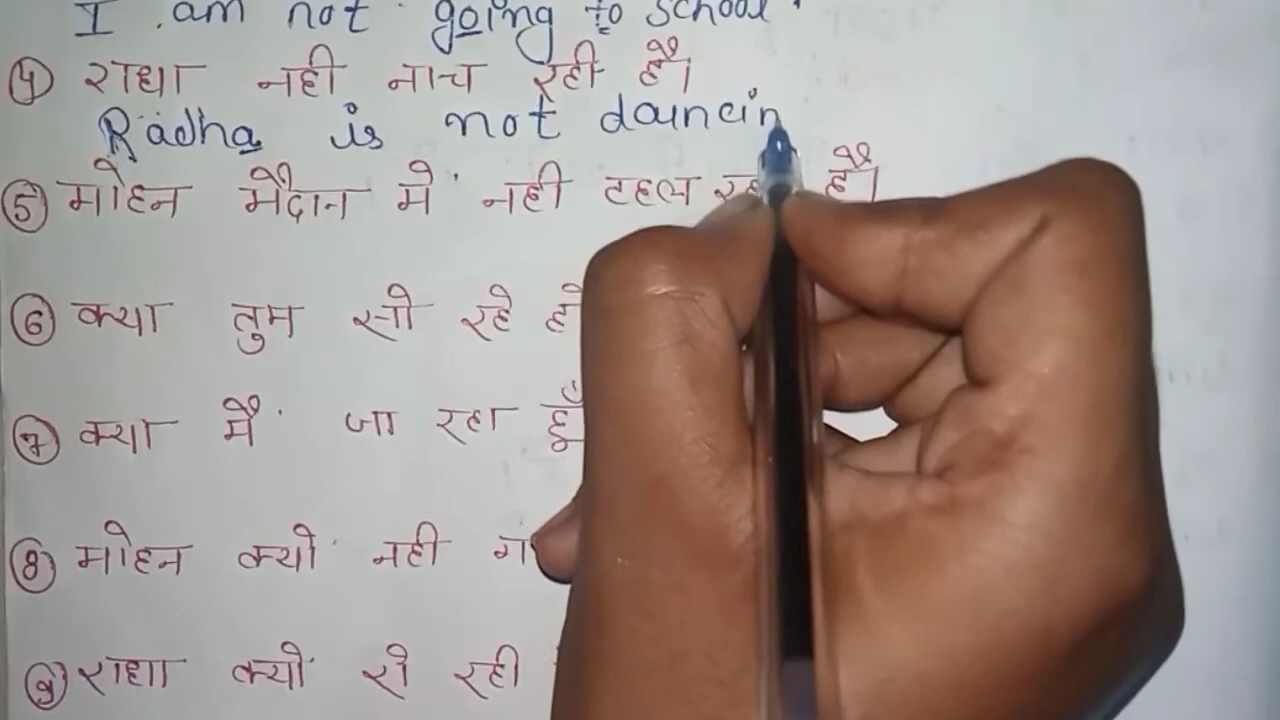 I am not going to school.
④ राधा नही नाच रही है।
Radha is not dancin
⑤ मोहन मैदान मे नही टहल है।
⑥ क्या तुम सो रहे
⑦ क्या मै जा रहा
⑧ मोहन क्यो नही
⑨ राधा क्यो रो रही